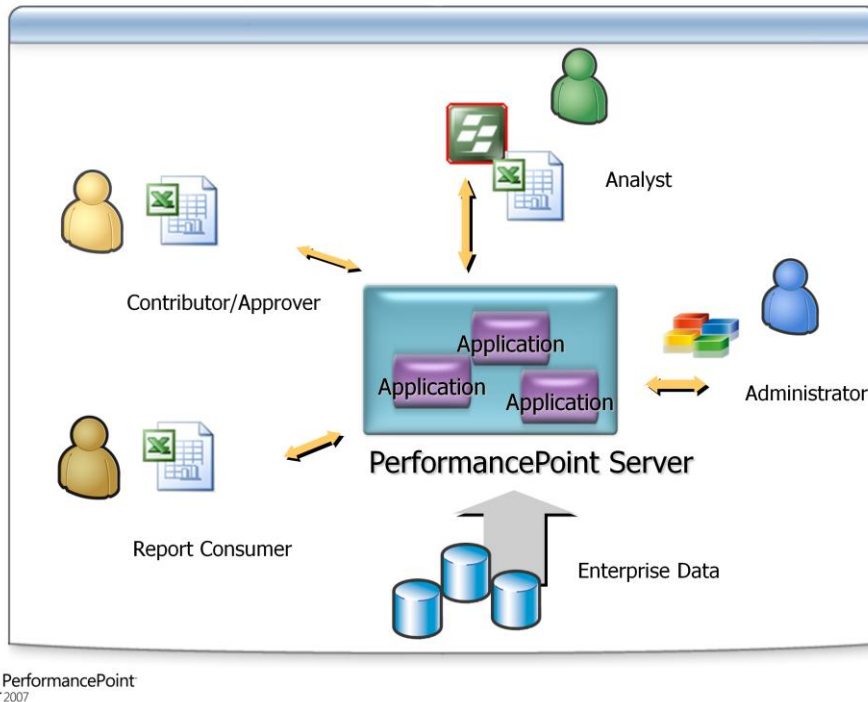 Analyst
Contributor/Approver
Application
Application
Application
Administrator
PerformancePoint Server
Report Consumer
Enterprise Data
PerformancePoint
2007